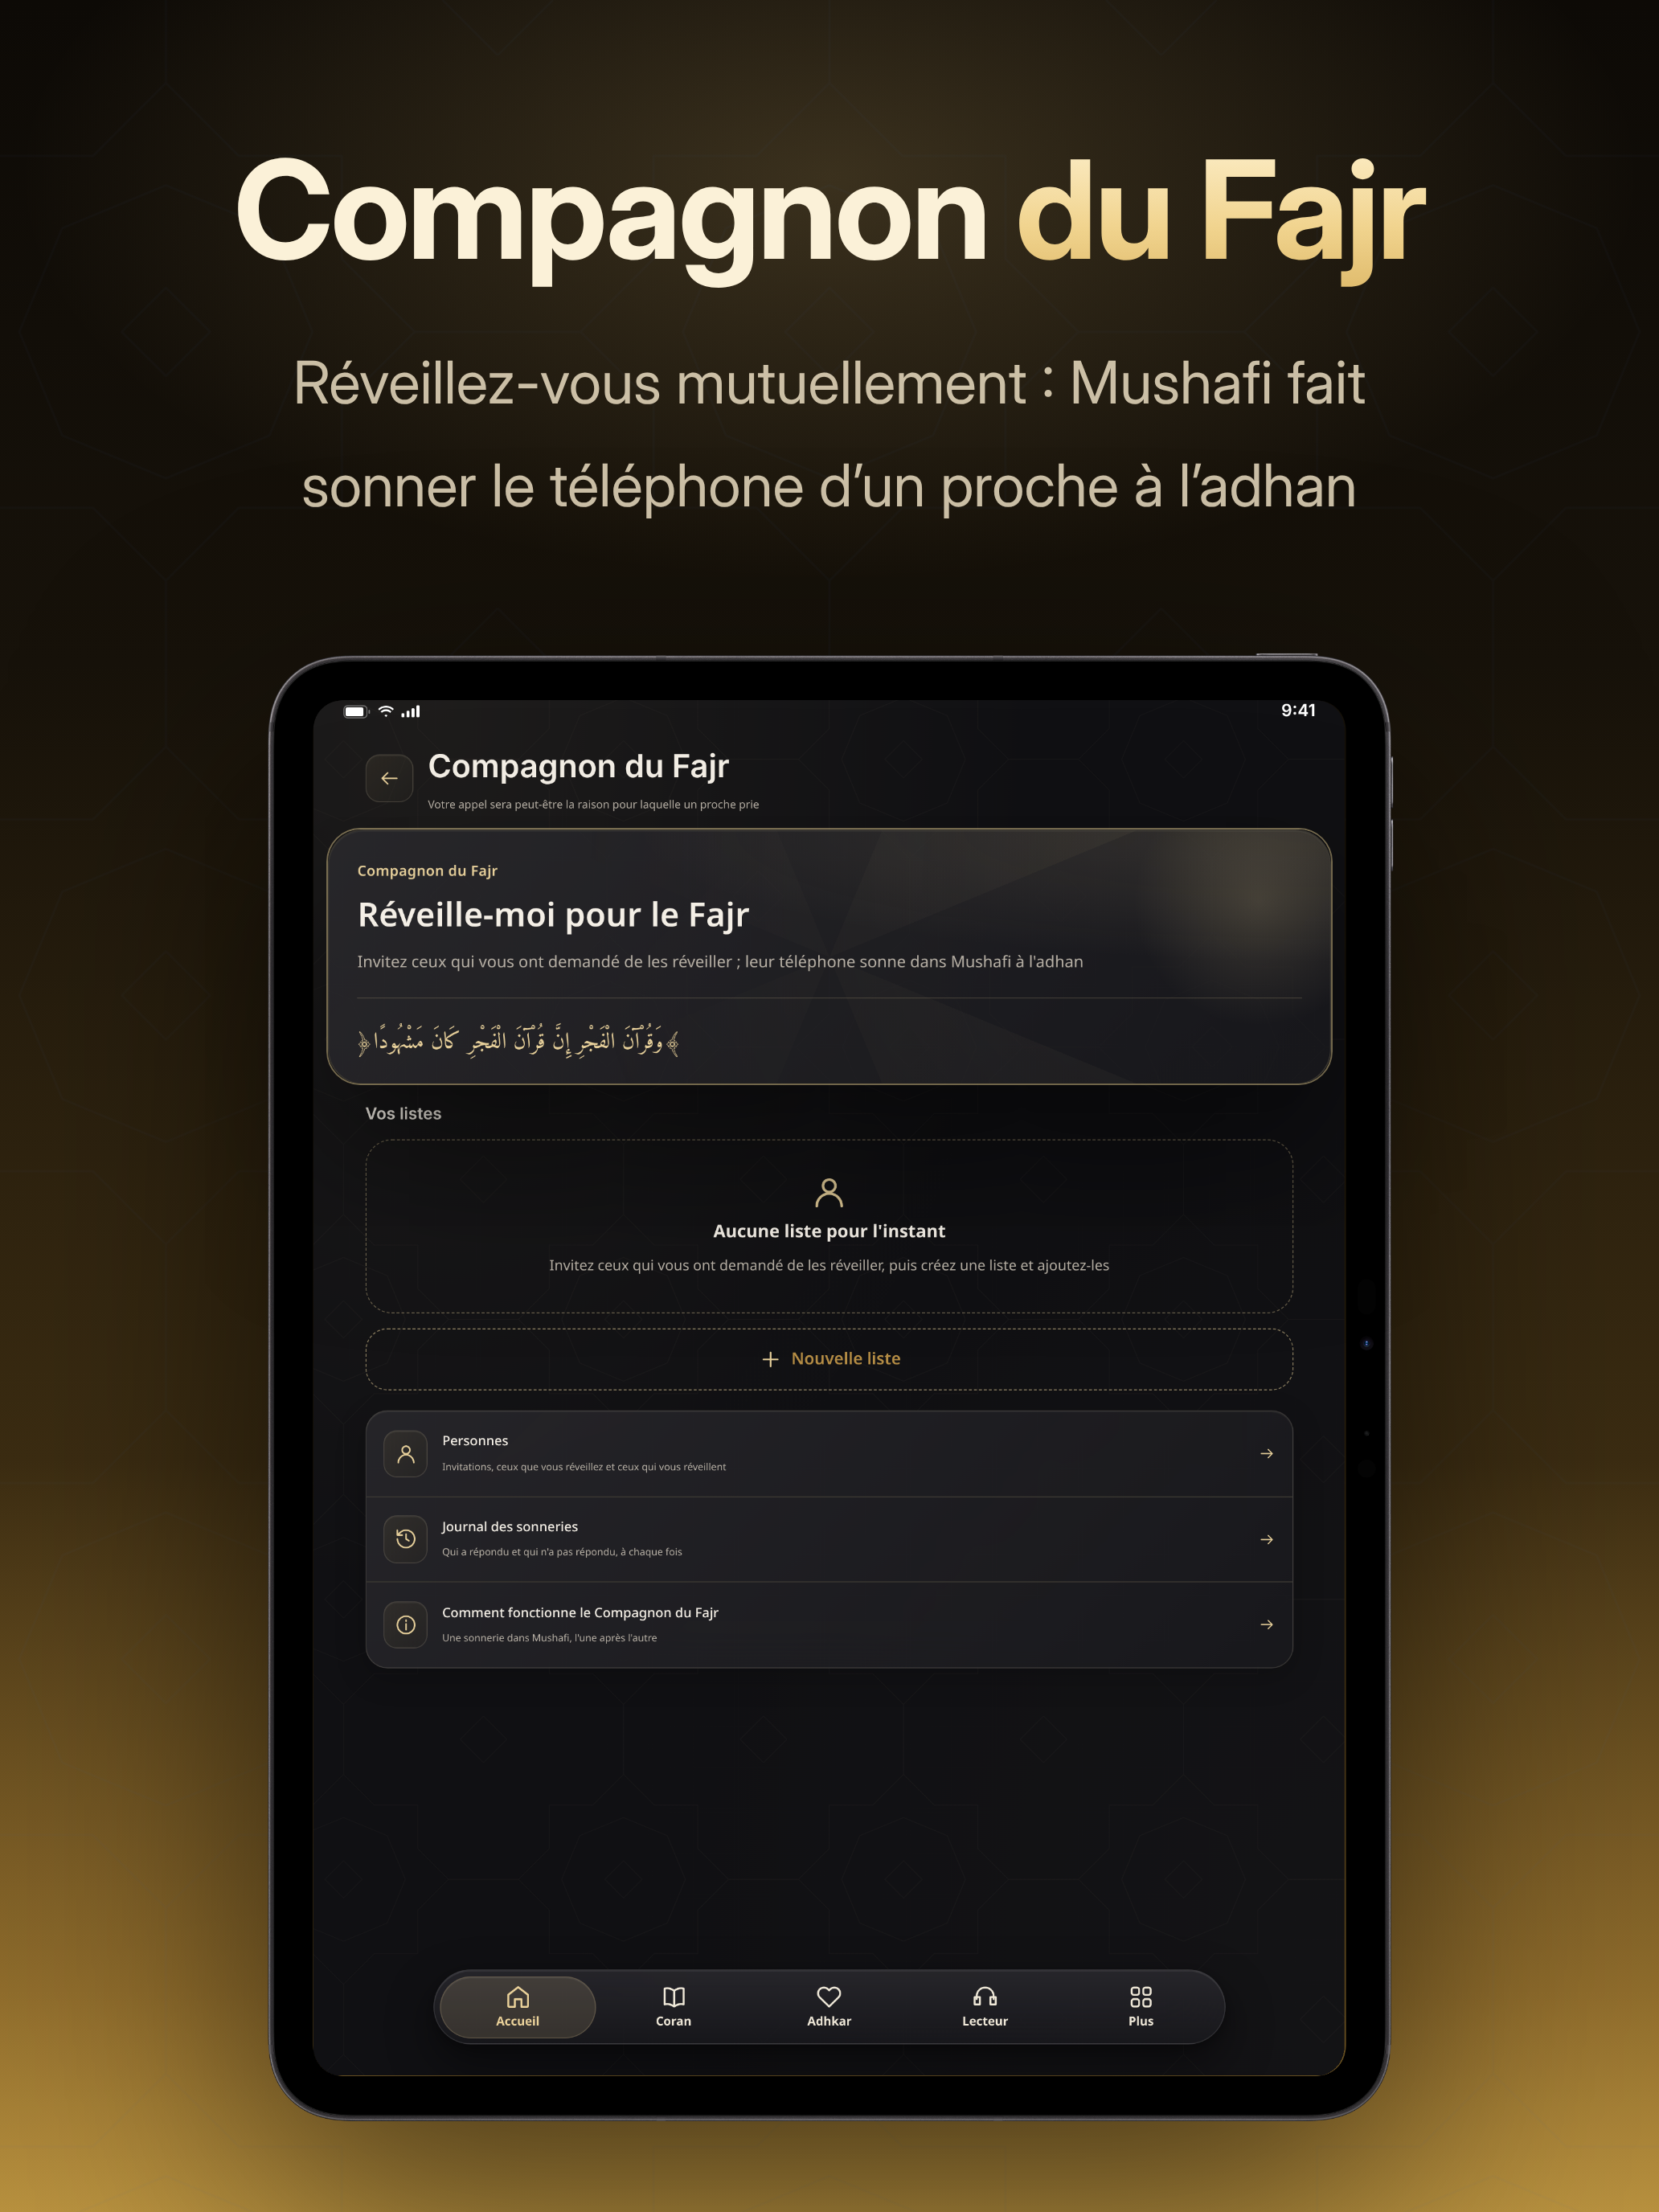 Compagnon du Fajr
Réveillez-vous mutuellement : Mushafi fait
sonner le téléphone d’un proche à l’adhan
9:41
Compagnon du Fajr
Votre appel sera peut-être la raison pour laquelle un proche prie
Compagnon du Fajr
Réveille-moi pour le Fajr
Invitez ceux qui vous ont demandé de les réveiller ; leur téléphone sonne dans Mushafi à l'adhan
﴿وَقُرْآنَ الْفَجْرِ إِنَّ قُرْآنَ الْفَجْرِ كَانَ مَشْهُودًا﴾
Vos listes
Aucune liste pour l'instant
Invitez ceux qui vous ont demandé de les réveiller, puis créez une liste et ajoutez-les
+ Nouvelle liste
Personnes
Invitations, ceux que vous réveillez et ceux qui vous réveillent
Journal des sonneries
Qui a répondu et qui n'a pas répondu, à chaque fois
Comment fonctionne le Compagnon du Fajr
Une sonnerie dans Mushafi, l'une après l'autre
Accueil
Coran
Adhkar
Lecteur
Plus